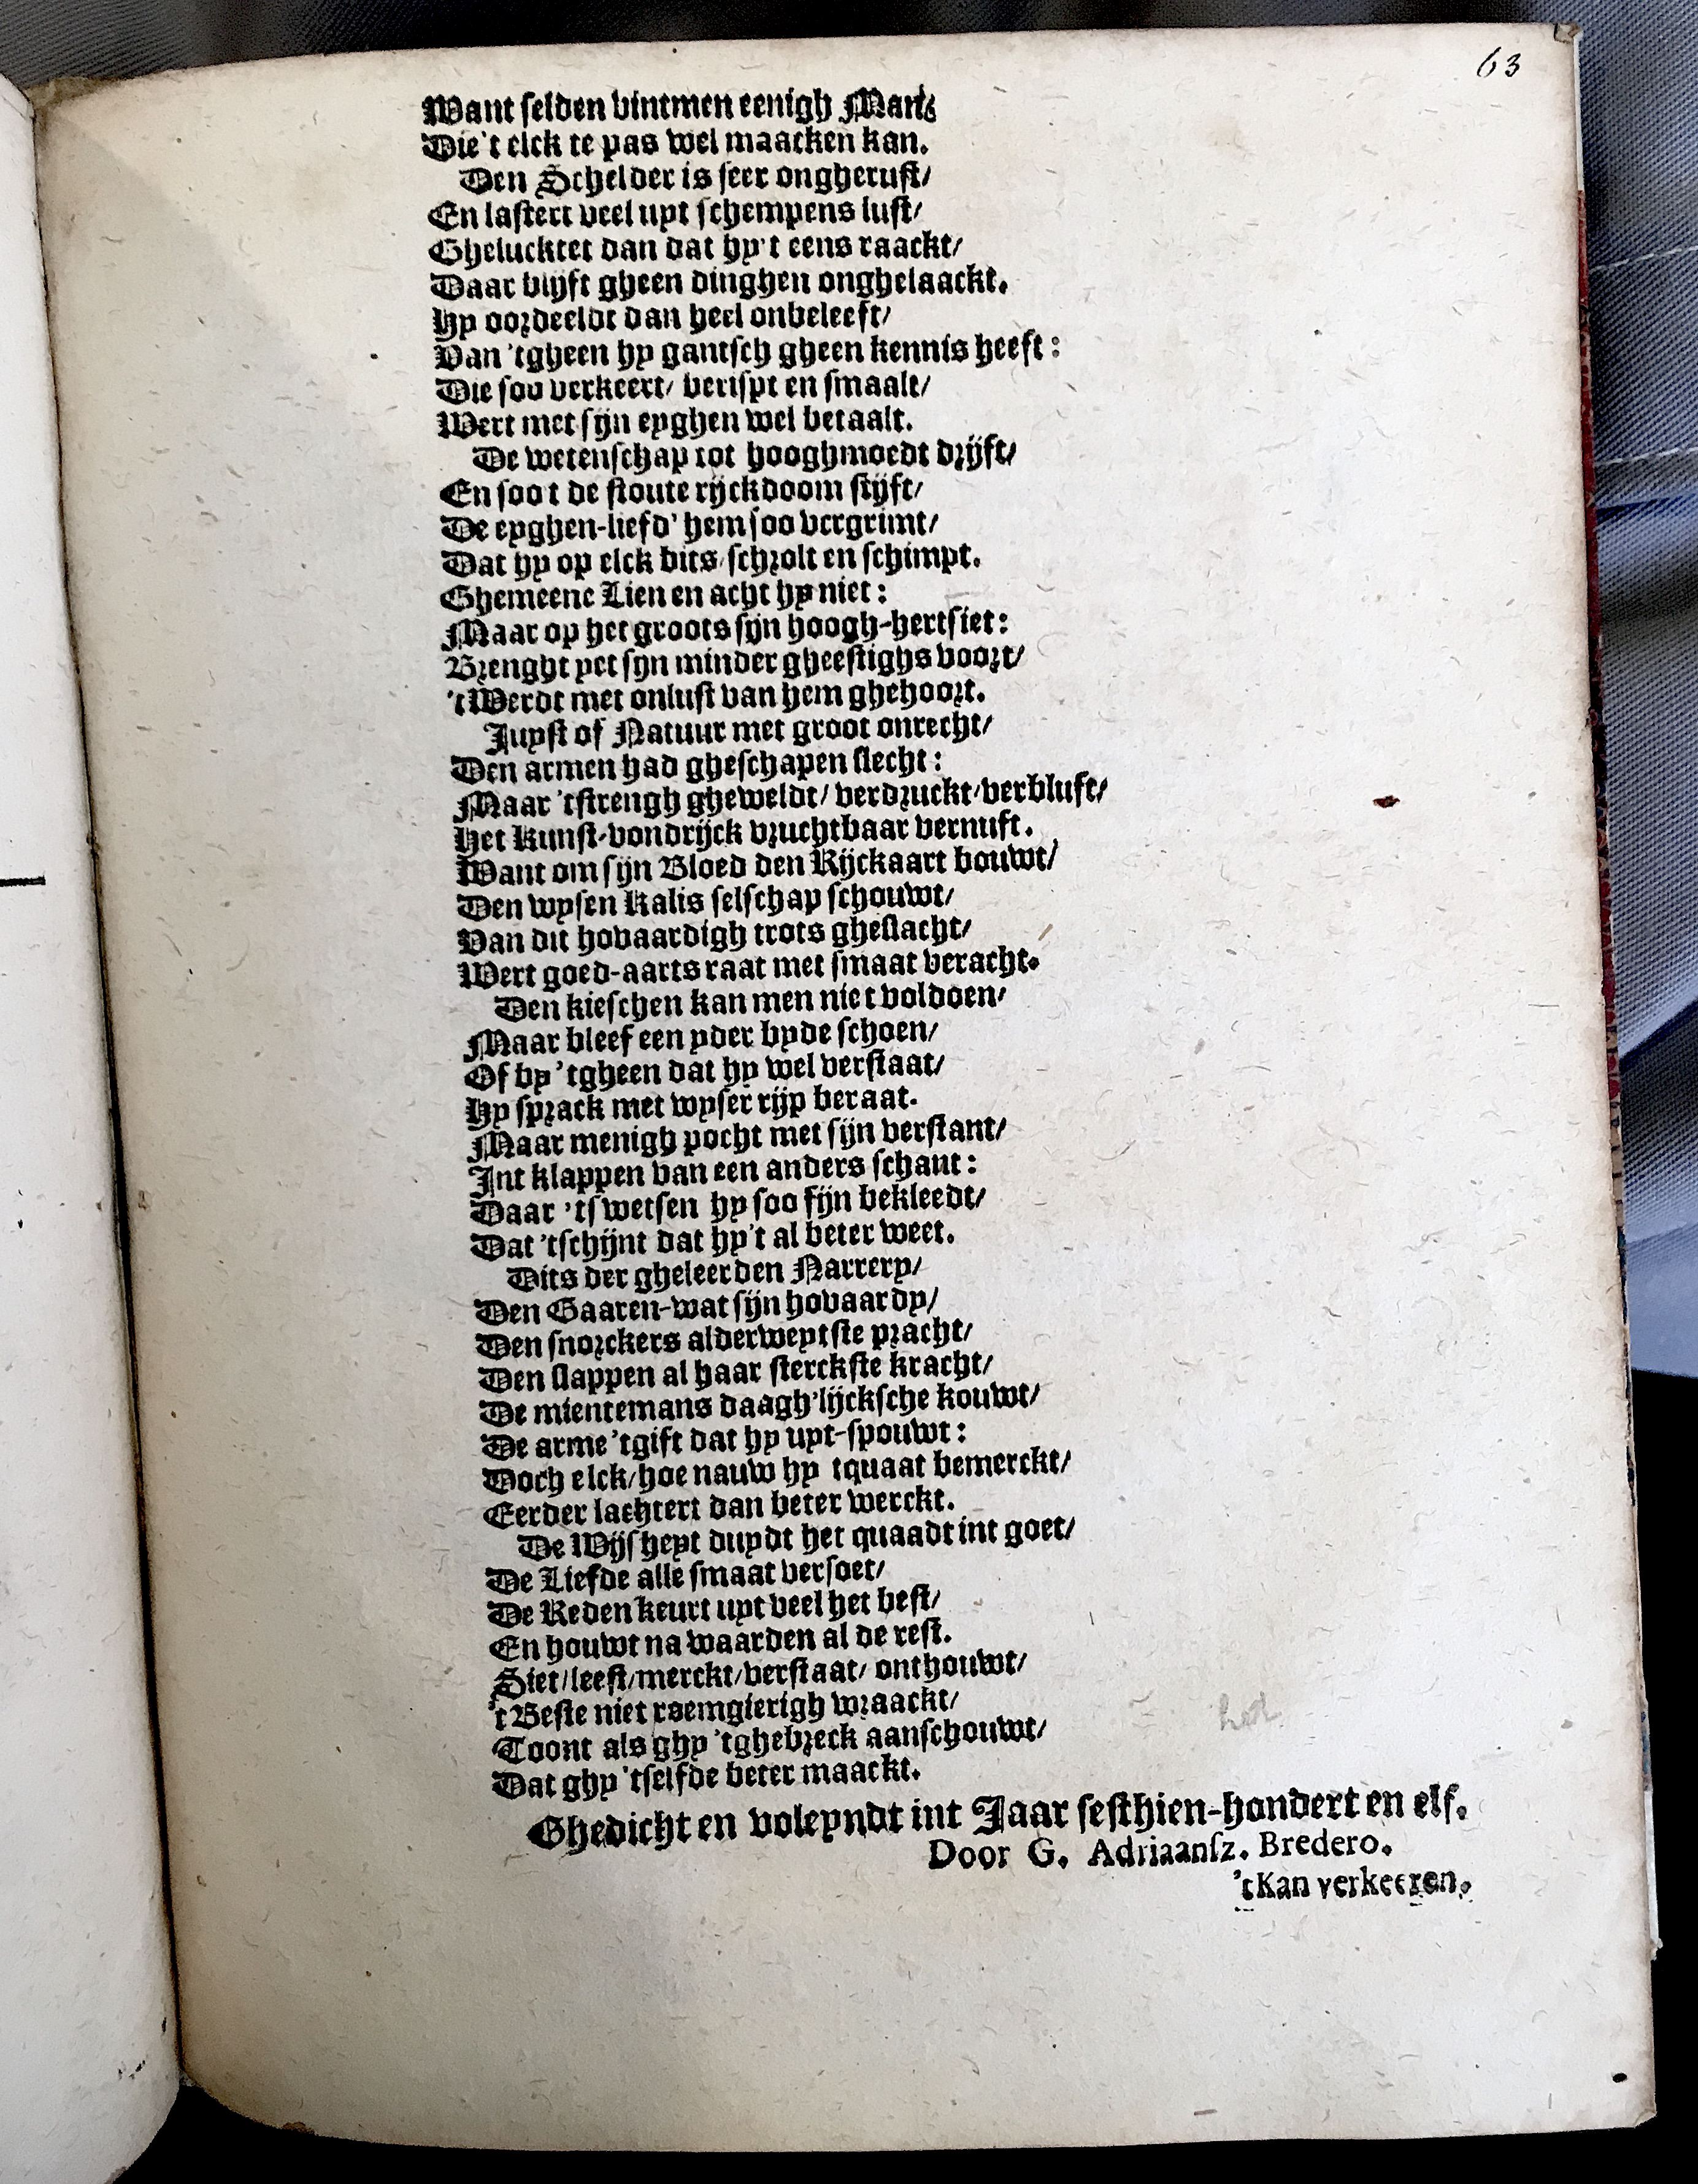 63
Want selden vintmen eenigh Man/
Die 't elck te pas wel maacken kan.
Den Schelder is seer ongherust/
En lastert veel uyt schempens lust/
Ghelucktet dan dat hy't eens raackt/
Daar blijft gheen dinghen onghelaackt.
Hy oordeeldt dan heel onbeleeft/
Van 'tgheen hy gantsch gheen kennis heeft:
Die soo verkeert/ berispt en smaalt/
Wert met sijn eyghen wel betaalt.
De wetenschap tot hooghmoedt drijft/
En soo t de stoute rijckdoom stijft/
De eyghen-liefd' hem soo vergrimt/
Dat hy op elck bits/ schrolt en schimpt.
Ghemeene Lien en acht hy niet:
Maar op het groots sijn hoogh-hert siet:
Brenght yet sijn minder gheestighs voort/
't Werdt met onlust van hem ghehoort.
Juyst of Natuur met groot onrecht/
Den armen had gheschapen slecht:
Maar 'tstrengh gheweldt/ verdruckt/ verbluft/
Het kunst-vondrijck vruchtbaar vernuft.
Want om sijn Bloed den Rijckaart bouwt/
Den wysen Kalis selschap schouwt/
Van dit hovaardigh trots gheslacht/
Wert goed-aarts raat met smaat veracht.
Den kieschen kan men niet voldoen/
Maar bleef een yder byde schoen/
Of by 'tgheen dat hy wel verstaat/
Hy sprack met wyser rijp beraat.
Maar menigh pocht met sijn verstant/
Int klappen van een anders schant:
Daar 'tswetsen hy soo fijn bekleedt/
Dat 'tschijnt dat hy't al beter weet.
Dits der gheleerden Narrery/
Den Gaaren-wat sijn hovaardy/
Den snorckers alderweytste pracht/
Den slappen al haar sterckste kracht/
De mientemans daagh'lijcksche kouwt/
De arme 'tgift dat hy uyt-spouwt:
Doch elck/ hoe nauw hy tquaat bemerckt/
Eerder lachtert dan beter werckt.
De Wijsheyt duydt het quaadt int goet/
De Liefde alle smaat versoet/
De Reden keurt uyt veel het best/
En houwt na waarden al de rest.
Siet/ leest/ merckt/ verstaat/ onthouwt/
't Beste niet roemgierigh wraackt/
Toont als ghy 'tghebreck aanschouwt/
Dat ghy 'tselfde beter maackt.
Ghedicht en voleyndt int Jaar sesthien-hondert en elf.
Door G. Adriaansz. Bredero.
't Kan verkeeren.